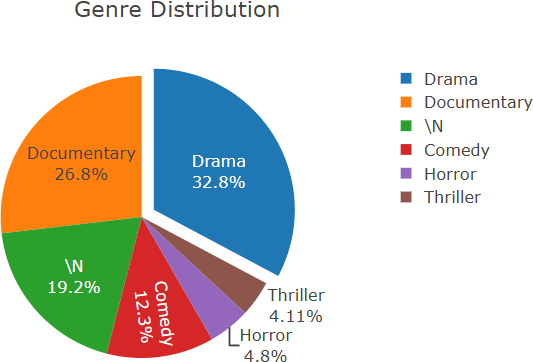 Genre Distribution
Drama
32.8%
Documentary
26.8%
\N
19.2%
Comedy
12.3%
Horror
4.8%
Thriller
4.11%
Drama
Documentary
\N
Comedy
Horror
Thriller